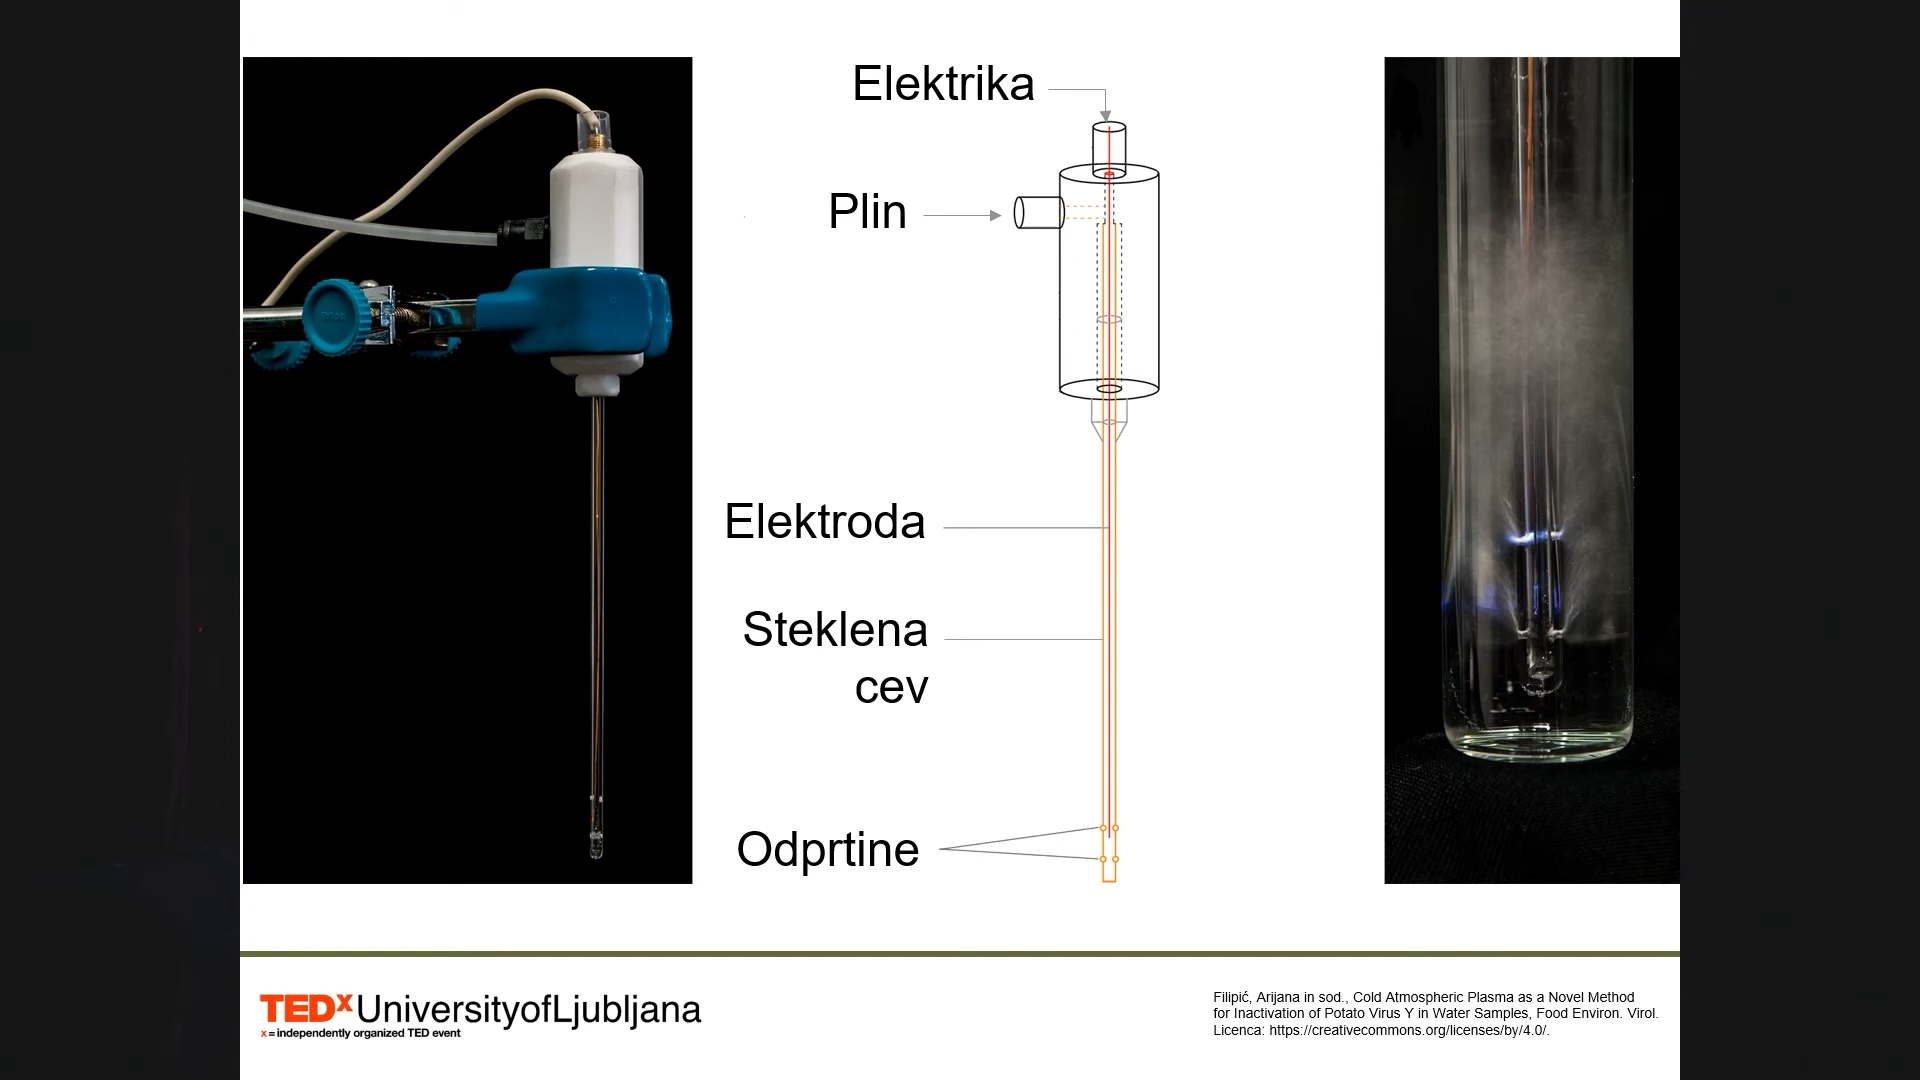 Elektrika
Plin
Elektroda
Steklena
cev
Odprtine
TEDxUniversityofLjubljana
x = independently organized TED event
Filipić, Arijana in sod., Cold Atmospheric Plasma as a Novel Method
for Inactivation of Potato Virus Y in Water Samples, Food Environ. Virol.
Licenca: https://creativecommons.org/licenses/by/4.0/.